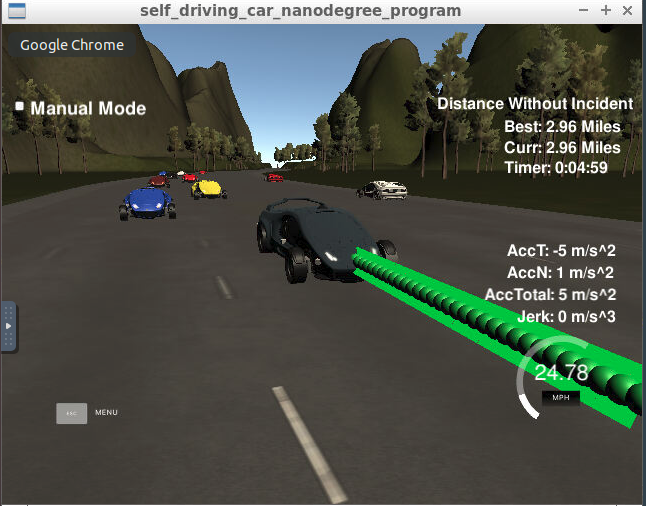 self_driving_car_nanodegree_program
Google Chrome
Manual Mode
Distance Without Incident
Best: 2.96 Miles
Curr: 2.96 Miles
Timer: 0:04:59
AccT: -5 m/s^2
AccN: 1 m/s^2
AccTotal: 5 m/s^2
Jerk: 0 m/s^3
24.78
MPH
ESC MENU